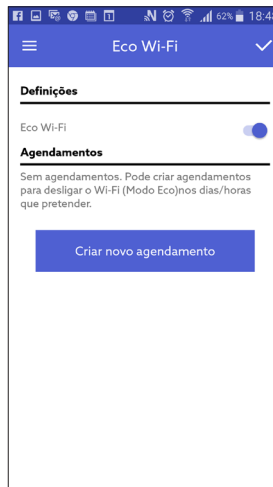 62% 18:48
Eco Wi-Fi
Definições
Eco Wi-Fi
Agendamentos
Sem agendamentos. Pode criar agendamentos
para desligar o Wi-Fi (Modo Eco)nos dias/horas
que pretender.
Criar novo agendamento